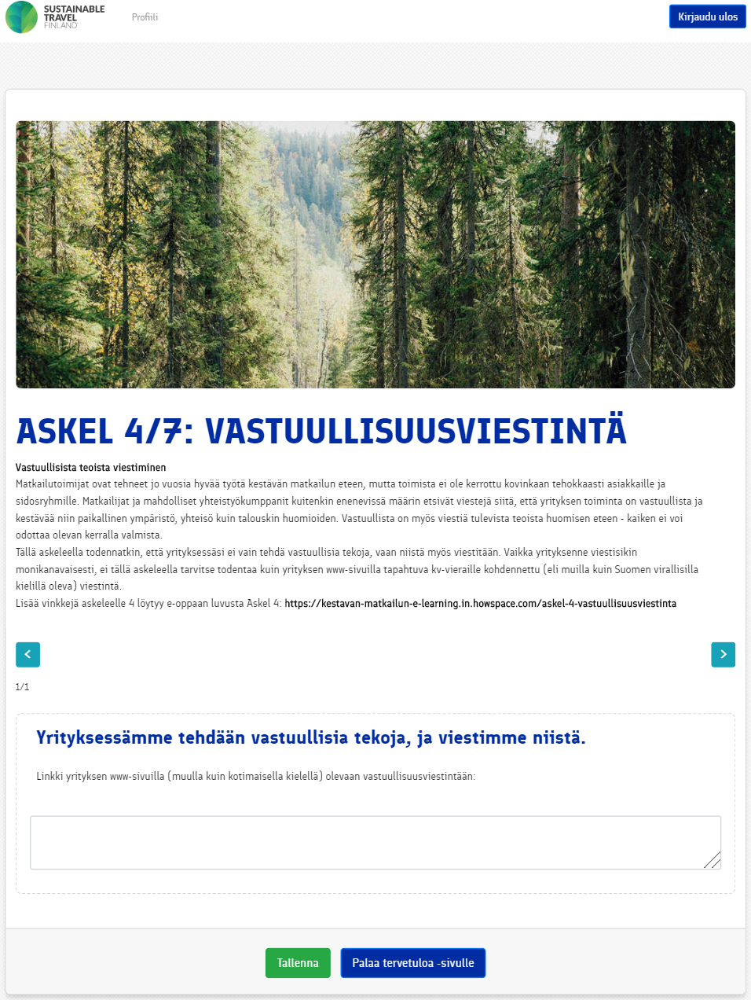 SUSTAINABLE
TRAVEL
FINLAND
Profiili
Kirjaudu ulos
ASKEL 4/7: VASTUULLISUUSVIESTINTÄ
Vastuullisista teoista viestiminen
Matkailutoimijat ovat tehneet jo vuosia hyvää työtä kestävän matkailun eteen, mutta toimista ei ole kerrottu kovinkaan tehokkaasti asiakkaille ja
sidosryhmille. Matkailijat ja mahdolliset yhteistyökumppanit kuitenkin enenevissä määrin etsivät viestejä siitä, että yrityksen toiminta on vastuullista ja
kestävää niin paikallinen ympäristö, yhteisö kuin talouskin huomioiden. Vastuullista on myös viestiä tulevista teoista huomisen eteen - kaiken ei voi
odottaa olevan kerralla valmista.
Tällä askeleella todennatkin, että yrityksessäsi ei vain tehdä vastuullisia tekoja, vaan niistä myös viestitään. Vaikka yrityksenne viestisikin
monikanavaisesti, ei tällä askeleella tarvitse todentaa kuin yrityksen www-sivuilla tapahtuva kv-vieraille kohdennettu (eli muilla kuin Suomen virallisilla
kielillä oleva) viestintä.
Lisää vinkkejä askeleelle 4 löytyy e-oppaan luvusta Askel 4: https://kestavan-matkailun-e-learning.in.howspace.com/askel-4-vastuullisuusviestinta
1/1
Yrityksessämme tehdään vastuullisia tekoja, ja viestimme niistä.
Linkki yrityksen www-sivuilla (muulla kuin kotimaisella kielellä) olevaan vastuullisuusviestintään:
Tallenna
Palaa tervetuloa -sivulle